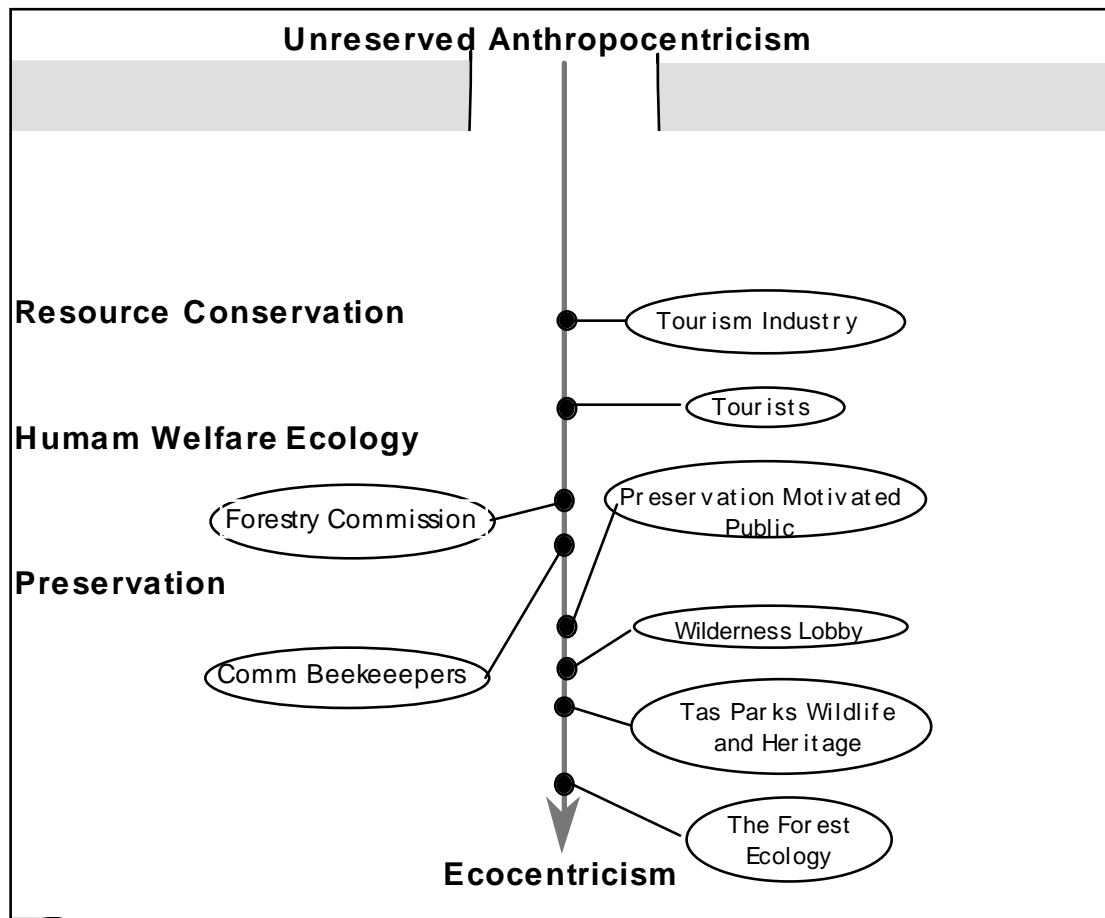 Unreserved Anthropocentricism
Resource Conservation
Tourism Industry
Tourists
Humam Welfare Ecology
Preservation Motivated
Public
Forestry Commission
Preservation
Wilderness Lobby
Comm Beekeeepers
Tas Parks Wildlife
and Heritage
The Forest
Ecology
Ecocentricism